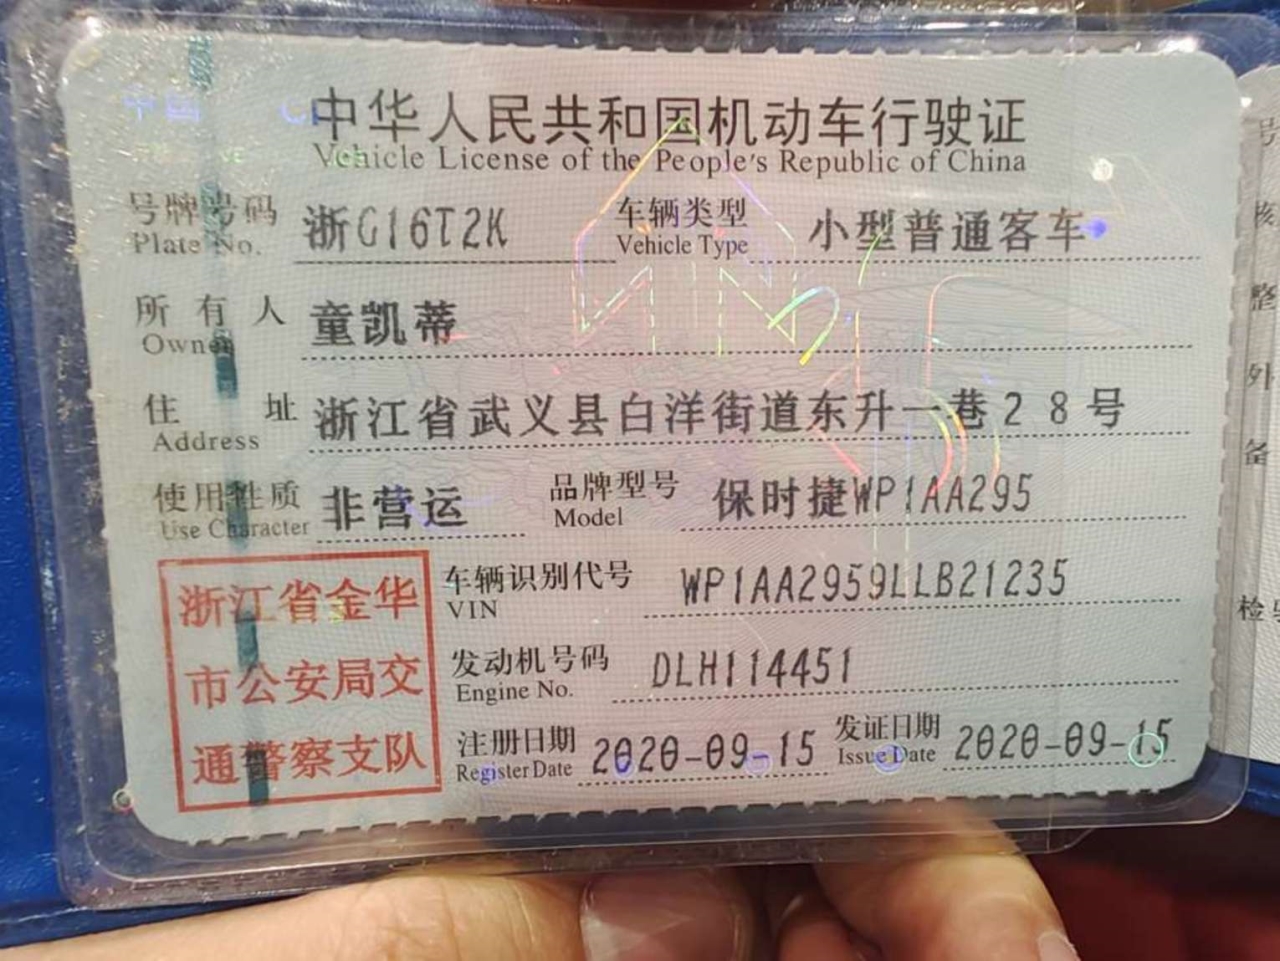 中华人民共和国机动车行驶证
Vehicle License of the People's Republic of China
号牌号码 浙G16T2K 车辆类型 小型普通客车
Plate No. Vehicle Type
所有人 童凯蒂
Owner
住址 浙江省武义县白洋街道东升一巷28号
Address
使用性质 非营运 品牌型号 保时捷WP1AA295
Use Character Model
浙江省金华
市公安局交
通警察支队
车辆识别代号 WP1AA2959LLB21235
VIN
发动机号码 DLH114451
Engine No.
注册日期 2020-09-15 发证日期 2020-09-15
Register Date Issue Date
号
核
整
外
备
检